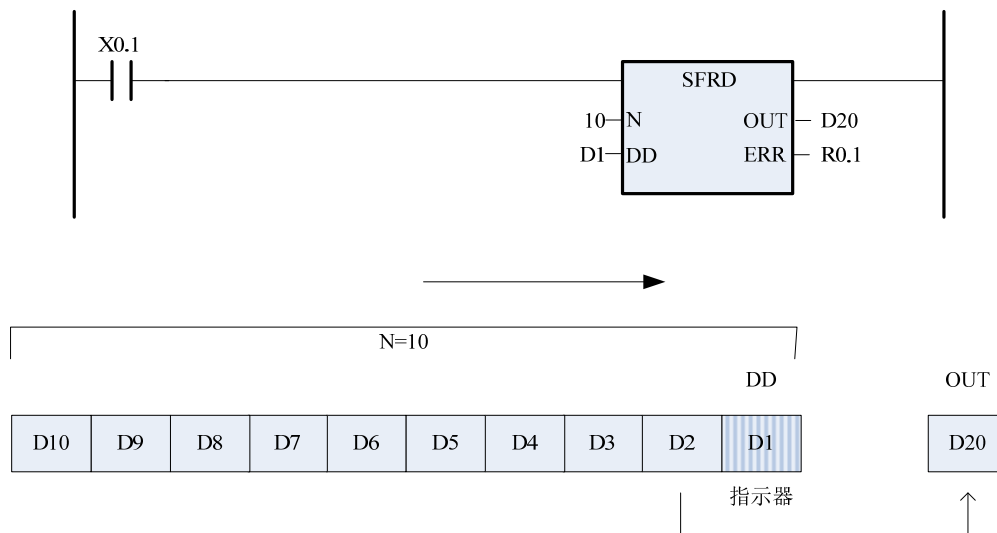 X0.1
SFRD
10 N OUT D20
D1 DD ERR R0.1
N=10
DD OUT
D10 D9 D8 D7 D6 D5 D4 D3 D2 D1 D20
指示器